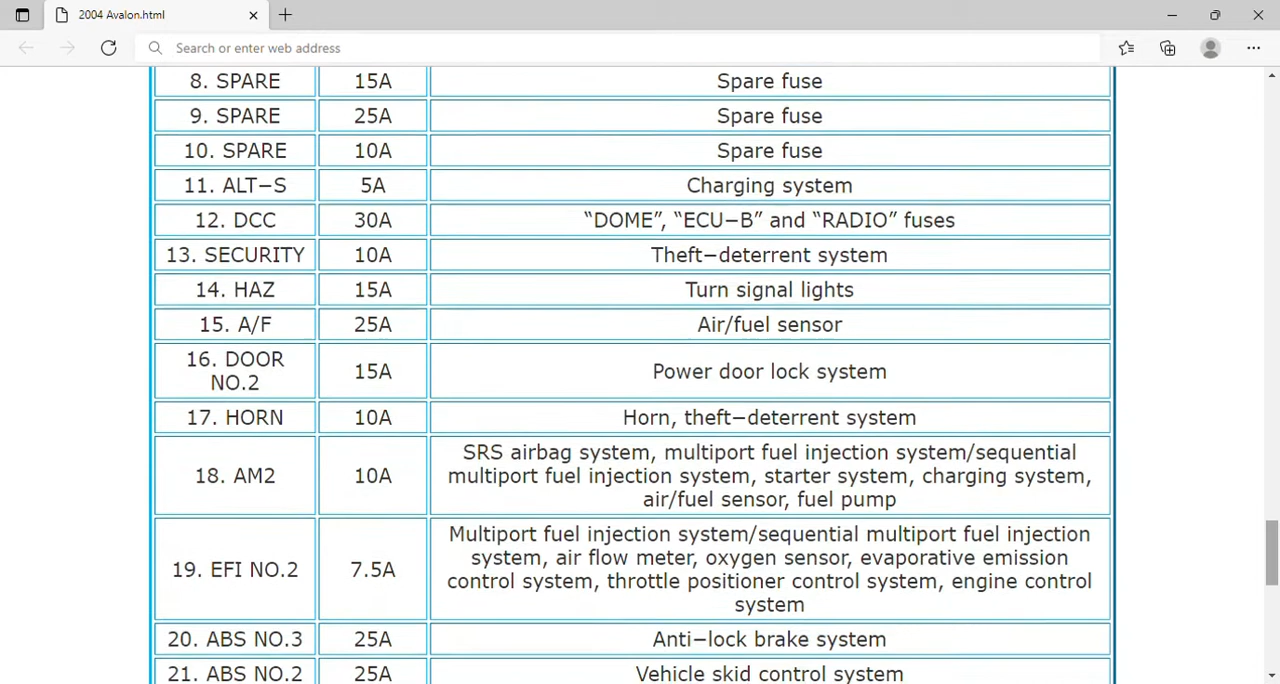 2004 Avalon.html
Search or enter web address
8. SPARE 15A Spare fuse
9. SPARE 25A Spare fuse
10. SPARE 10A Spare fuse
11. ALT−S 5A Charging system
12. DCC 30A “DOME”, “ECU−B” and “RADIO” fuses
13. SECURITY 10A Theft−deterrent system
14. HAZ 15A Turn signal lights
15. A/F 25A Air/fuel sensor
16. DOOR
NO.2 15A Power door lock system
17. HORN 10A Horn, theft−deterrent system
18. AM2 10A SRS airbag system, multiport fuel injection system/sequential
multiport fuel injection system, starter system, charging system,
air/fuel sensor, fuel pump
19. EFI NO.2 7.5A Multiport fuel injection system/sequential multiport fuel injection
system, air flow meter, oxygen sensor, evaporative emission
control system, throttle positioner control system, engine control
system
20. ABS NO.3 25A Anti−lock brake system
21. ABS NO.2 25A Vehicle skid control system